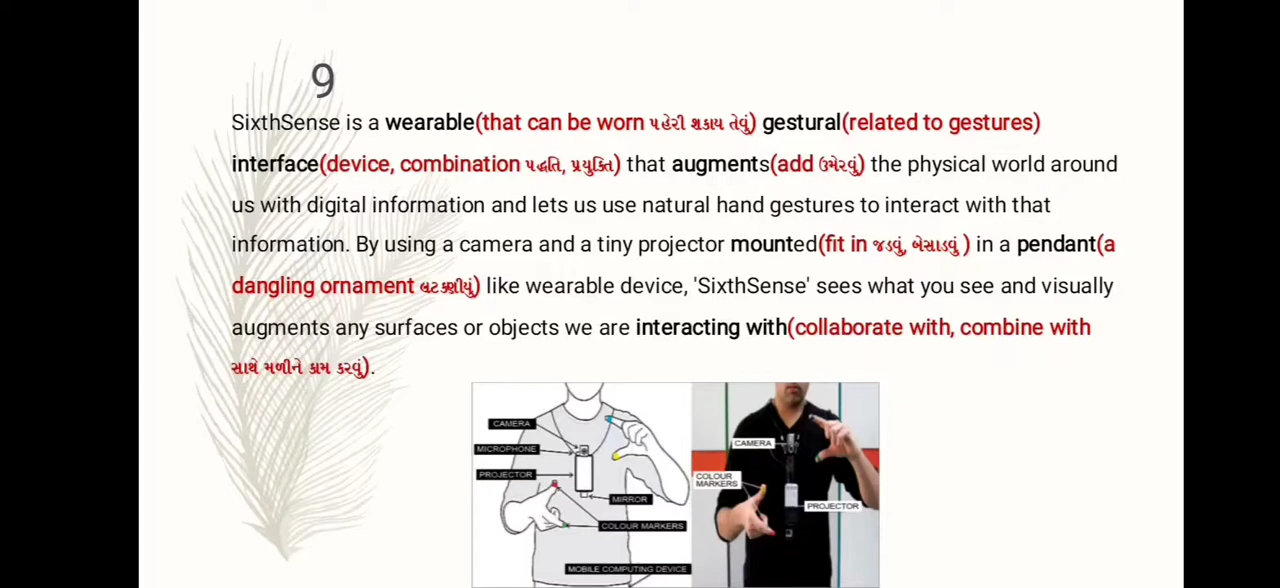 9
SixthSense is a wearable(that can be worn પહેરી શકાય તેવું) gestural(related to gestures)
interface(device, combination પદ્ધતિ, પ્રયુક્તિ) that augments(add ઉમેરવું) the physical world around
us with digital information and lets us use natural hand gestures to interact with that
information. By using a camera and a tiny projector mounted(fit in જડવું, બેસાડવું ) in a pendant(a
dangling ornament લટકણીયું) like wearable device, 'SixthSense' sees what you see and visually
augments any surfaces or objects we are interacting with(collaborate with, combine with
સાથે મળીને કામ કરવું).
CAMERA
MICROPHONE
PROJECTOR
MIRROR
COLOUR MARKERS
MOBILE COMPUTING DEVICE
CAMERA
COLOUR
MARKERS
PROJECTOR